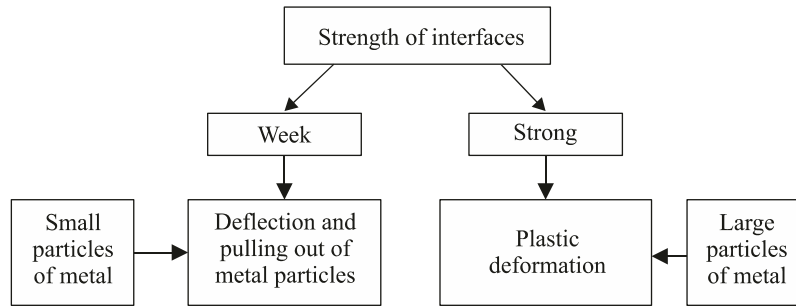 Strength of interfaces
Week
Strong
Small
particles
of metal
Deflection and
pulling out of
metal particles
Plastic
deformation
Large
particles
of metal